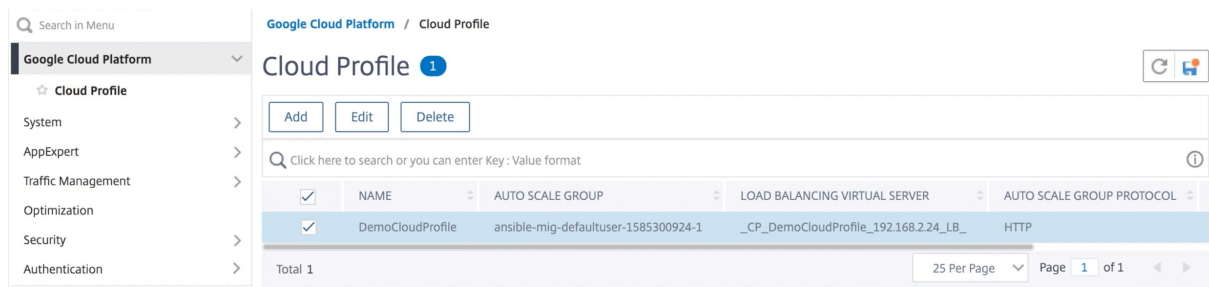 Search in Menu
Google Cloud Platform
Cloud Profile
System
AppExpert
Traffic Management
Optimization
Security
Authentication
Google Cloud Platform / Cloud Profile
Cloud Profile 1
Add Edit Delete
Click here to search or you can enter Key : Value format
NAME AUTO SCALE GROUP LOAD BALANCING VIRTUAL SERVER AUTO SCALE GROUP PROTOCOL
DemoCloudProfile ansible-mig-defaultuser-1585300924-1 _CP_DemoCloudProfile_192.168.2.24_LB_ HTTP
Total 1 25 Per Page Page 1 of 1